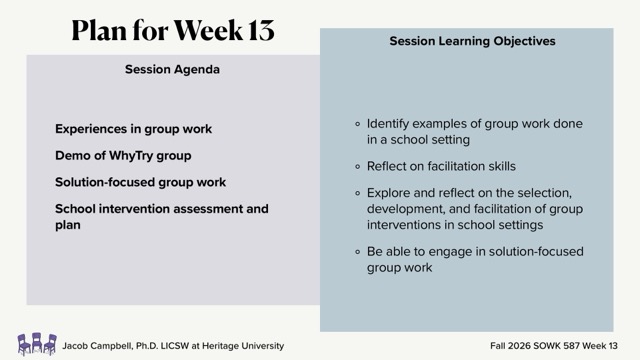 Plan for Week 13
Session Agenda
Experiences in group work
Demo of WhyTry group
Solution-focused group work
School intervention assessment and
plan
Session Learning Objectives
Identify examples of group work done
in a school setting
Reflect on facilitation skills
Explore and reflect on the selection,
development, and facilitation of group
interventions in school settings
Be able to engage in solution-focused
group work
Jacob Campbell, Ph.D. LICSW at Heritage University
Fall 2026 SOWK 587 Week 13